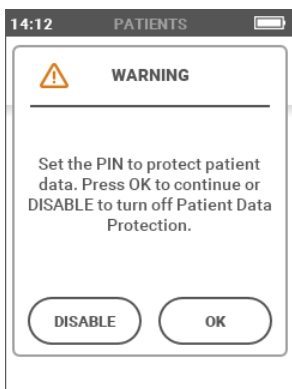 14:12 PATIENTS
WARNING
Set the PIN to protect patient
data. Press OK to continue or
DISABLE to turn off Patient Data
Protection.
DISABLE OK